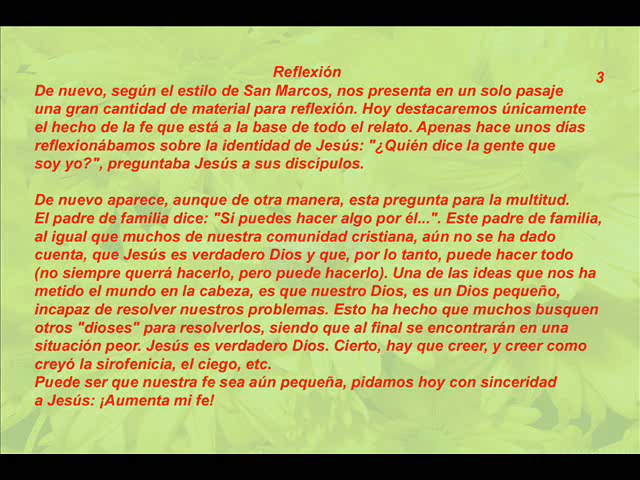 Reflexión
3
De nuevo, según el estilo de San Marcos, nos presenta en un solo pasaje
una gran cantidad de material para reflexión. Hoy destacaremos únicamente
el hecho de la fe que está a la base de todo el relato. Apenas hace unos días
reflexionábamos sobre la identidad de Jesús: "¿Quién dice la gente que
soy yo?", preguntaba Jesús a sus discípulos.
De nuevo aparece, aunque de otra manera, esta pregunta para la multitud.
El padre de familia dice: "Si puedes hacer algo por él...". Este padre de familia,
al igual que muchos de nuestra comunidad cristiana, aún no se ha dado
cuenta, que Jesús es verdadero Dios y que, por lo tanto, puede hacer todo
(no siempre querrá hacerlo, pero puede hacerlo). Una de las ideas que nos ha
metido el mundo en la cabeza, es que nuestro Dios, es un Dios pequeño,
incapaz de resolver nuestros problemas. Esto ha hecho que muchos busquen
otros "dioses" para resolverlos, siendo que al final se encontrarán en una
situación peor. Jesús es verdadero Dios. Cierto, hay que creer, y creer como
creyó la sirofenicia, el ciego, etc.
Puede ser que nuestra fe sea aún pequeña, pidamos hoy con sinceridad
a Jesús: ¡Aumenta mi fe!